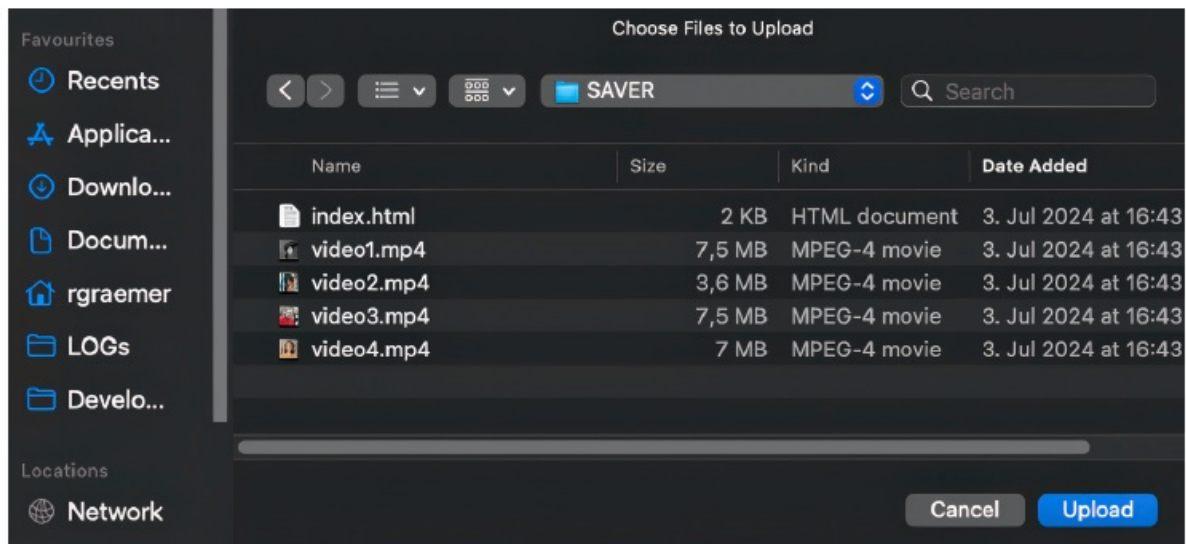 Choose Files to Upload
Favourites
Recents
Applica...
Downlo...
Docum...
rgraemer
LOGs
Develo...
Locations
Network
SAVER
Search
Name Size Kind Date Added
index.html 2 KB HTML document 3. Jul 2024 at 16:43
video1.mp4 7,5 MB MPEG-4 movie 3. Jul 2024 at 16:43
video2.mp4 3,6 MB MPEG-4 movie 3. Jul 2024 at 16:43
video3.mp4 7,5 MB MPEG-4 movie 3. Jul 2024 at 16:43
video4.mp4 7 MB MPEG-4 movie 3. Jul 2024 at 16:43
Cancel Upload